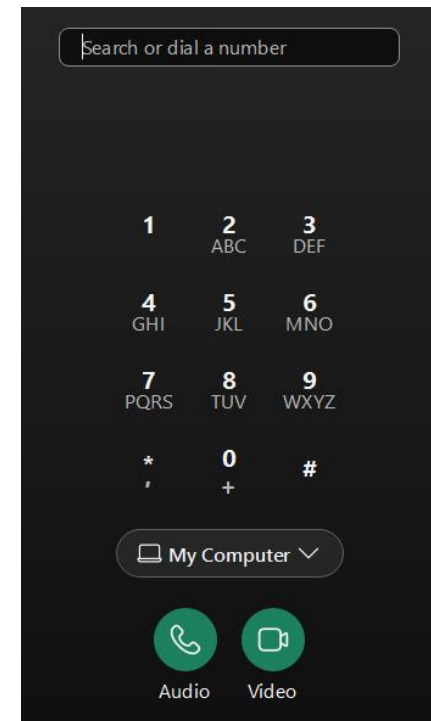 Search or dial a number
1 2 3
ABC DEF
4 5 6
GHI JKL MNO
7 8 9
PQRS TUV WXYZ
* 0 #
, +
My Computer
Audio Video